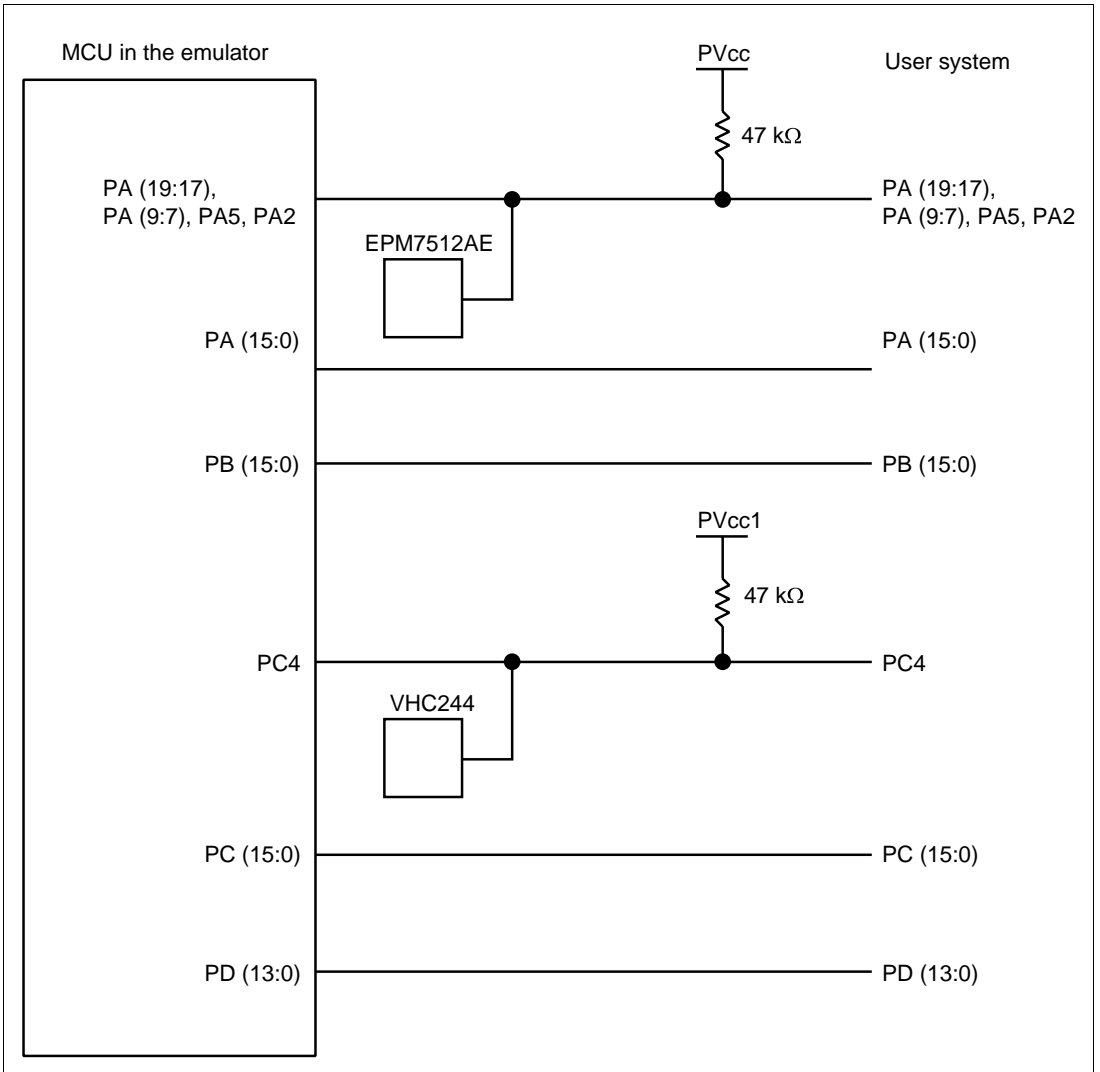 MCU in the emulator
PVcc
User system
47 kΩ
PA (19:17),
PA (9:7), PA5, PA2
PA (19:17),
PA (9:7), PA5, PA2
EPM7512AE
PA (15:0)
PA (15:0)
PB (15:0)
PB (15:0)
PVcc1
47 kΩ
PC4
PC4
VHC244
PC (15:0)
PC (15:0)
PD (13:0)
PD (13:0)